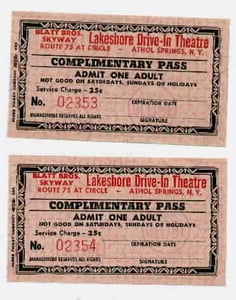 BLATT BROS. Lakeshore Drive-In Theatre
SKYWAY
ROUTE 75 AT CIRCLE — ATHOL SPRINGS, N.Y.
COMPLIMENTARY PASS
ADMIT ONE ADULT
NOT GOOD ON SATURDAYS, SUNDAYS OR HOLIDAYS
Service Charge - 25c
No. 02353
EXPIRATION DATE
MANAGEMENT RESERVES ALL RIGHTS
SIGNATURE
BLATT BROS. Lakeshore Drive-In Theatre
SKYWAY
ROUTE 75 AT CIRCLE — ATHOL SPRINGS, N.Y.
COMPLIMENTARY PASS
ADMIT ONE ADULT
NOT GOOD ON SATURDAYS, SUNDAYS OR HOLIDAYS
Service Charge - 25c
No. 02354
EXPIRATION DATE
MANAGEMENT RESERVES ALL RIGHTS
SIGNATURE